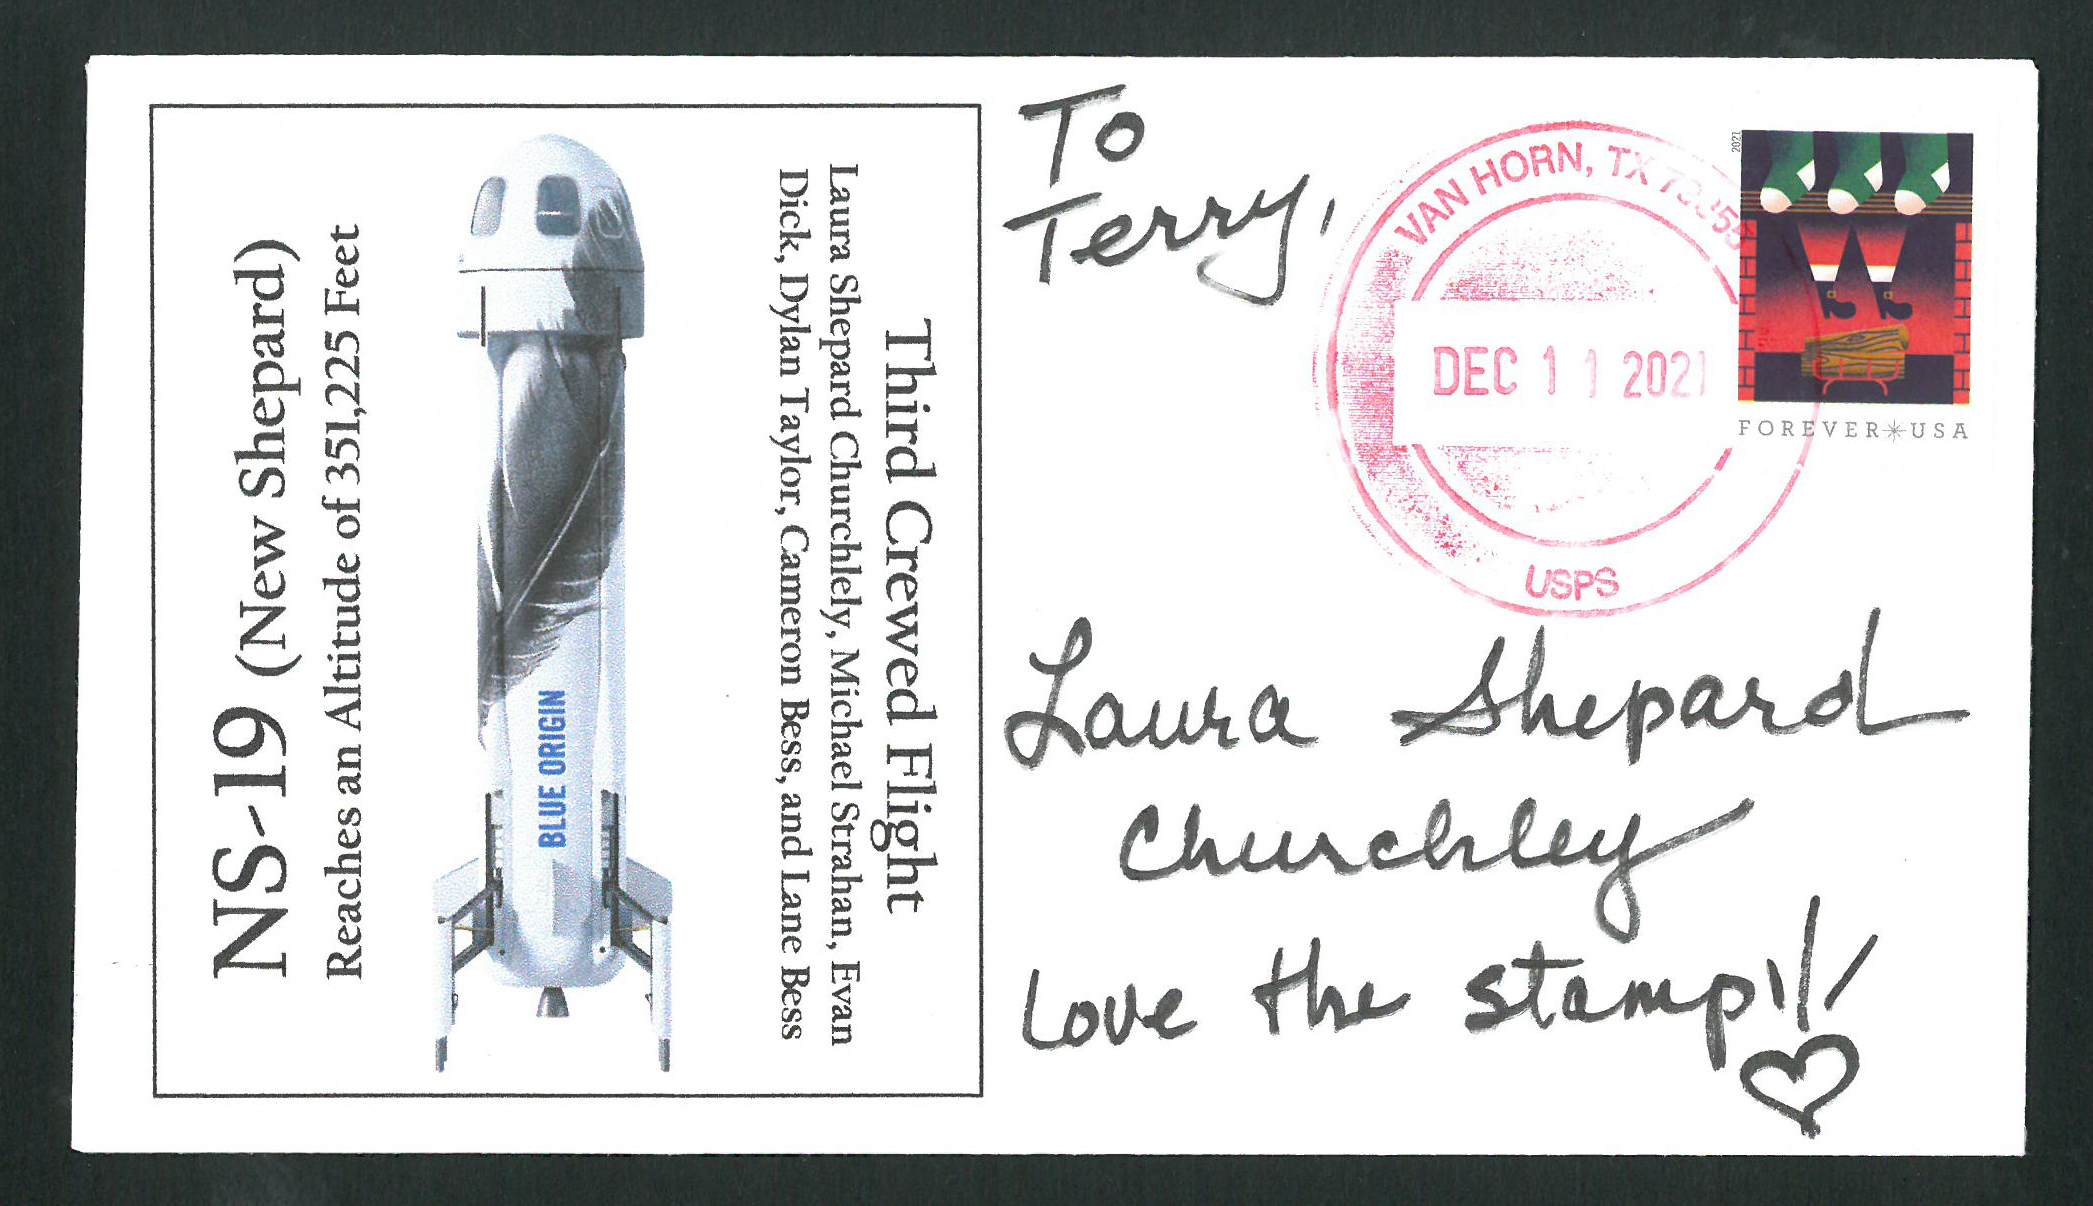 NS-19 (New Shepard)
Reaches an Altitude of 351,225 Feet
BLUE ORIGIN
Third Crewed Flight
Laura Shepard Churchlely, Michael Strahan, Evan
Dick, Dylan Taylor, Cameron Bess, and Lane Bess
To
Terry,
VAN HORN, TX
DEC 11 2021
USPS
2021
FOREVER USA
Laura Shepard
Churchley
Love the stamp!!